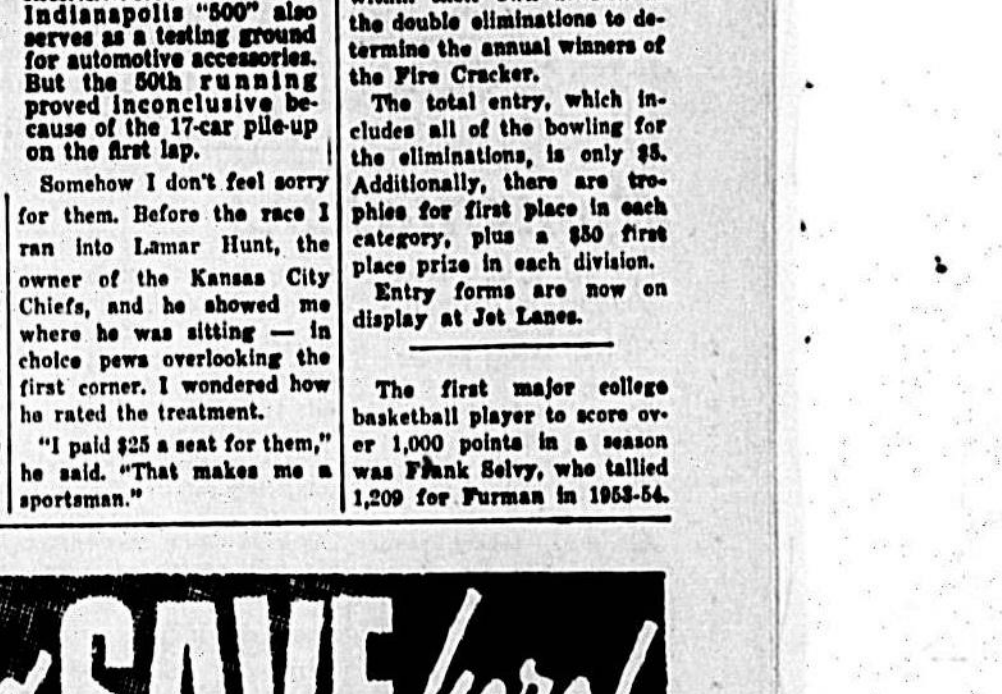 Indianapolis "500" also
serves as a testing ground
for automotive accessories.
But the 50th running
proved inconclusive be-
cause of the 17-car pile-up
on the first lap.
Somehow I don't feel sorry
for them. Before the race I
ran into Lamar Hunt, the
owner of the Kansas City
Chiefs, and he showed me
where he was sitting — in
choice pews overlooking the
first corner. I wondered how
he rated the treatment.
"I paid $25 a seat for them,"
he said. "That makes me a
sportsman."
the double eliminations to de-
termine the annual winners of
the Fire Cracker.
The total entry, which in-
cludes all of the bowling for
the eliminations, is only $5.
Additionally, there are tro-
phies for first place in each
category, plus a $50 first
place prize in each division.
Entry forms are now on
display at Jet Lanes.
The first major college
basketball player to score ov-
er 1,000 points in a season
was Frank Selvy, who tallied
1,209 for Furman in 1953-54.
SAVE